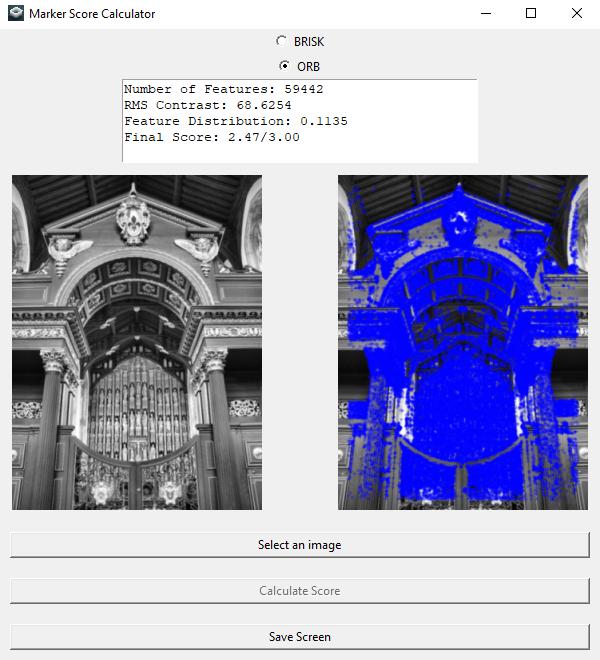 Marker Score Calculator
BRISK
ORB
Number of Features: 59442
RMS Contrast: 68.6254
Feature Distribution: 0.1135
Final Score: 2.47/3.00
Select an image
Calculate Score
Save Screen